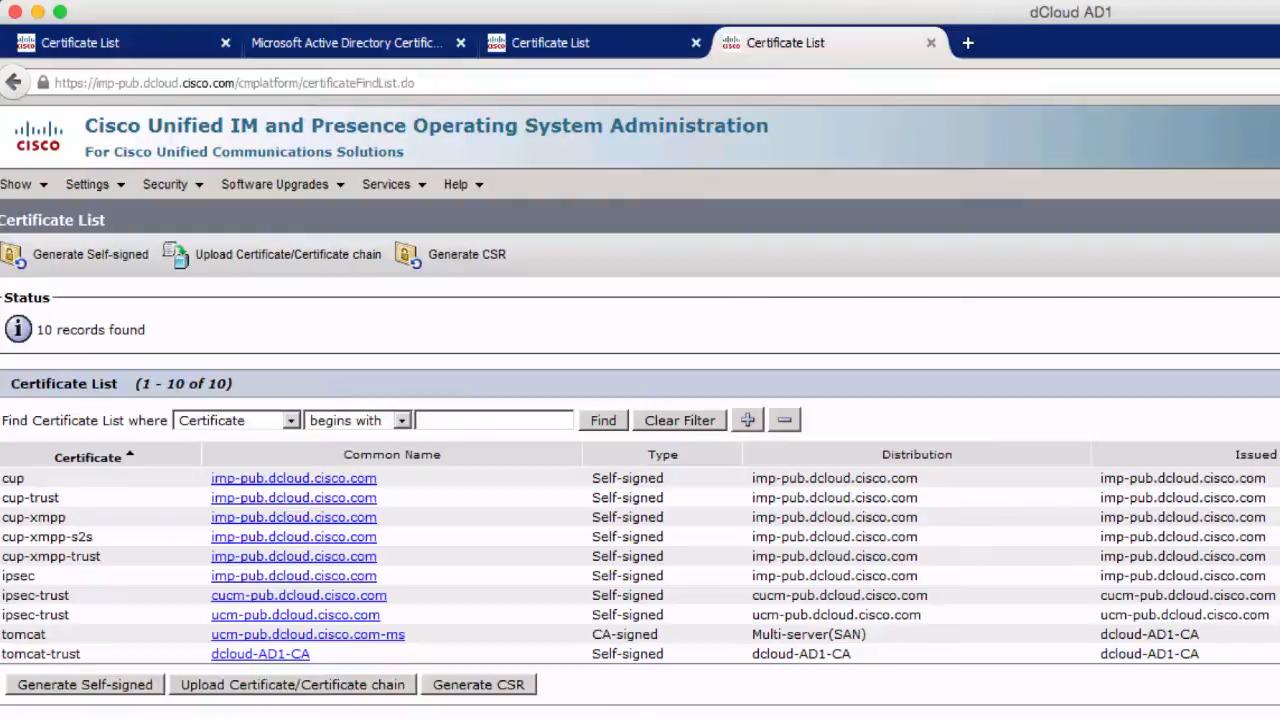 dCloud AD1
Certificate List
Microsoft Active Directory Certific...
Certificate List
Certificate List
https://imp-pub.dcloud.cisco.com/cmplatform/certificateFindList.do
CISCO
Cisco Unified IM and Presence Operating System Administration
For Cisco Unified Communications Solutions
Show Settings Security Software Upgrades Services Help
Certificate List
Generate Self-signed Upload Certificate/Certificate chain Generate CSR
Status
10 records found
Certificate List (1 - 10 of 10)
Find Certificate List where Certificate begins with Find Clear Filter
Certificate Common Name Type Distribution Issued
cup imp-pub.dcloud.cisco.com Self-signed imp-pub.dcloud.cisco.com imp-pub.dcloud.cisco.com
cup-trust imp-pub.dcloud.cisco.com Self-signed imp-pub.dcloud.cisco.com imp-pub.dcloud.cisco.com
cup-xmpp imp-pub.dcloud.cisco.com Self-signed imp-pub.dcloud.cisco.com imp-pub.dcloud.cisco.com
cup-xmpp-s2s imp-pub.dcloud.cisco.com Self-signed imp-pub.dcloud.cisco.com imp-pub.dcloud.cisco.com
cup-xmpp-trust imp-pub.dcloud.cisco.com Self-signed imp-pub.dcloud.cisco.com imp-pub.dcloud.cisco.com
ipsec imp-pub.dcloud.cisco.com Self-signed imp-pub.dcloud.cisco.com imp-pub.dcloud.cisco.com
ipsec-trust cucm-pub.dcloud.cisco.com Self-signed cucm-pub.dcloud.cisco.com cucm-pub.dcloud.cisco.com
ipsec-trust ucm-pub.dcloud.cisco.com Self-signed ucm-pub.dcloud.cisco.com ucm-pub.dcloud.cisco.com
tomcat ucm-pub.dcloud.cisco.com-ms CA-signed Multi-server(SAN) dcloud-AD1-CA
tomcat-trust dcloud-AD1-CA Self-signed dcloud-AD1-CA dcloud-AD1-CA
Generate Self-signed Upload Certificate/Certificate chain Generate CSR